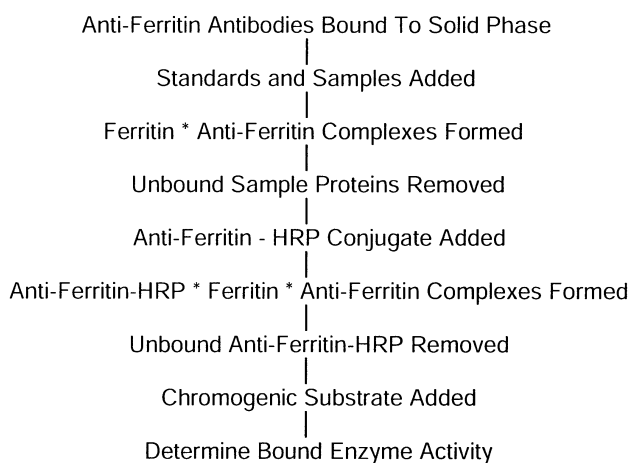 Anti-Ferritin Antibodies Bound To Solid Phase
Standards and Samples Added
Ferritin * Anti-Ferritin Complexes Formed
Unbound Sample Proteins Removed
Anti-Ferritin - HRP Conjugate Added
Anti-Ferritin-HRP * Ferritin * Anti-Ferritin Complexes Formed
Unbound Anti-Ferritin-HRP Removed
Chromogenic Substrate Added
Determine Bound Enzyme Activity